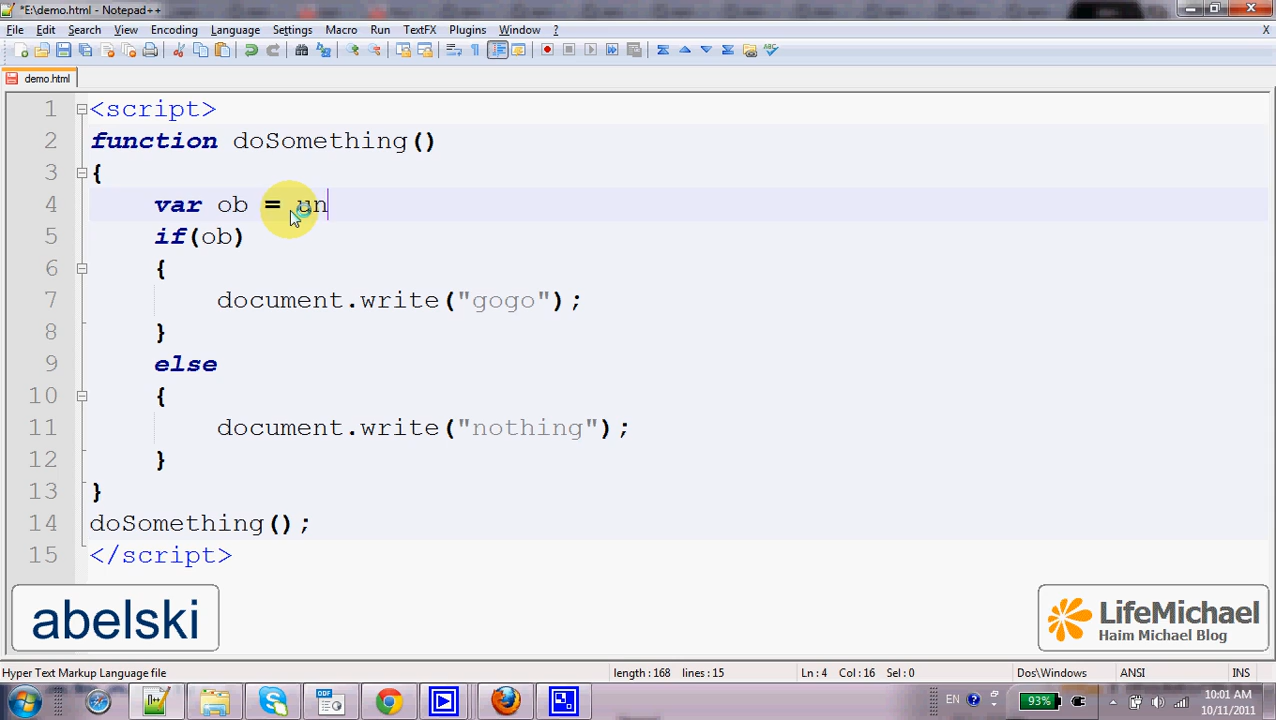 *E:\demo.html - Notepad++
File Edit Search View Encoding Language Settings Macro Run TextFX Plugins Window ? X
demo.html
1 <script>
2 function doSomething()
3 {
4 var ob = un
5 if(ob)
6 {
7 document.write("gogo");
8 }
9 else
10 {
11 document.write("nothing");
12 }
13 }
14 doSomething();
15 </script>
abelski
LifeMichael
Haim Michael Blog
Hyper Text Markup Language file length : 168 lines : 15 Ln : 4 Col : 16 Sel : 0 Dos\Windows ANSI INS
EN 93% 10:01 AM
10/11/2011